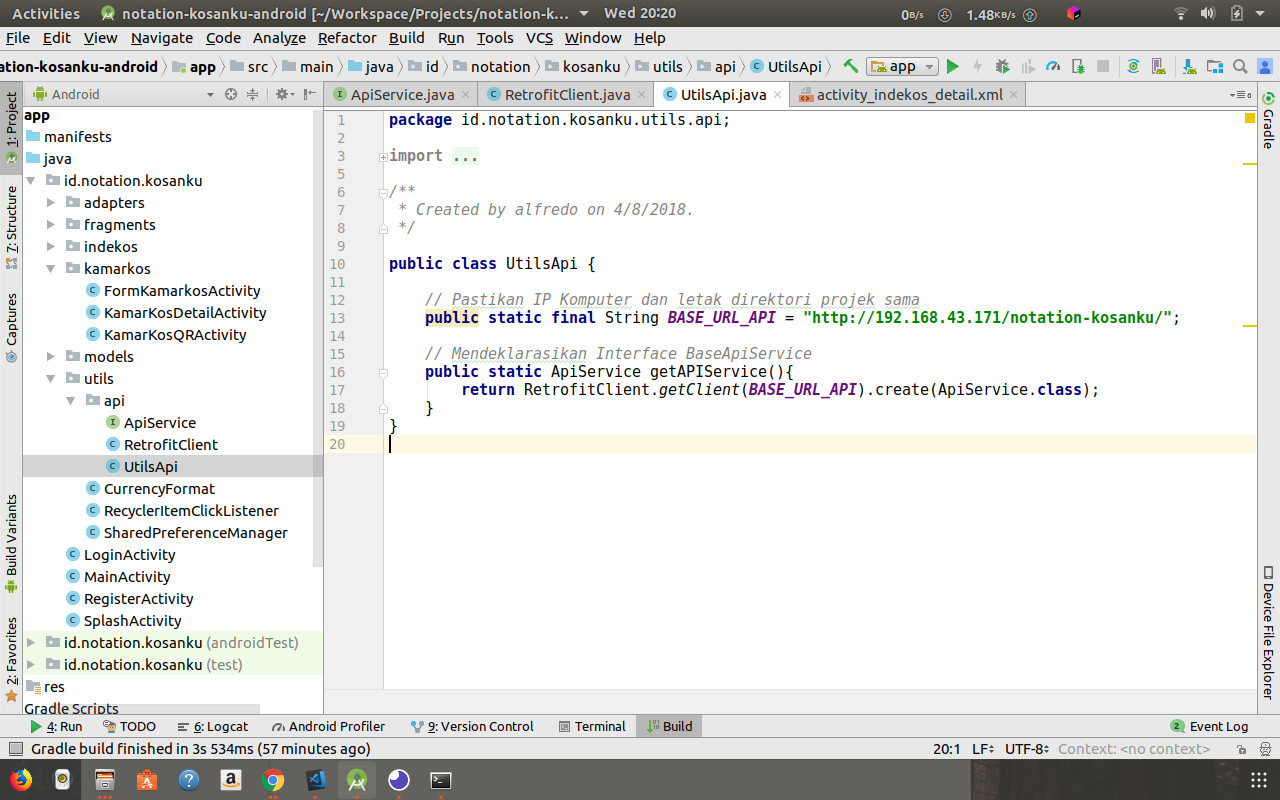 Activities notation-kosanku-android [~/Workspace/Projects/notation-k... Wed 20:20 0B/s 1.48KB/s
File Edit View Navigate Code Analyze Refactor Build Run Tools VCS Window Help
ation-kosanku-android app src main java id notation kosanku utils api UtilsApi app
Android ApiService.java RetrofitClient.java UtilsApi.java activity_indekos_detail.xml 6
1: Project
7: Structure
Captures
Build Variants
2: Favorites
app
manifests
java
id.notation.kosanku
adapters
fragments
indekos
kamarkos
FormKamarkosActivity
KamarKosDetailActivity
KamarKosQRActivity
models
utils
api
ApiService
RetrofitClient
UtilsApi
CurrencyFormat
RecyclerItemClickListener
SharedPreferenceManager
LoginActivity
MainActivity
RegisterActivity
SplashActivity
id.notation.kosanku (androidTest)
id.notation.kosanku (test)
res
Gradle Scripts
1 package id.notation.kosanku.utils.api;
2
3 import ...
5
6 /**
7 * Created by alfredo on 4/8/2018.
8 */
9
10 public class UtilsApi {
11
12 // Pastikan IP Komputer dan letak direktori projek sama
13 public static final String BASE_URL_API = "http://192.168.43.171/notation-kosanku/";
14
15 // Mendeklarasikan Interface BaseApiService
16 public static ApiService getAPIService(){
17 return RetrofitClient.getClient(BASE_URL_API).create(ApiService.class);
18 }
19 }
20
Gradle
Device File Explorer
4: Run TODO 6: Logcat Android Profiler 9: Version Control Terminal Build 2 Event Log
Gradle build finished in 3s 534ms (57 minutes ago) 20:1 LF UTF-8 Context: <no context>